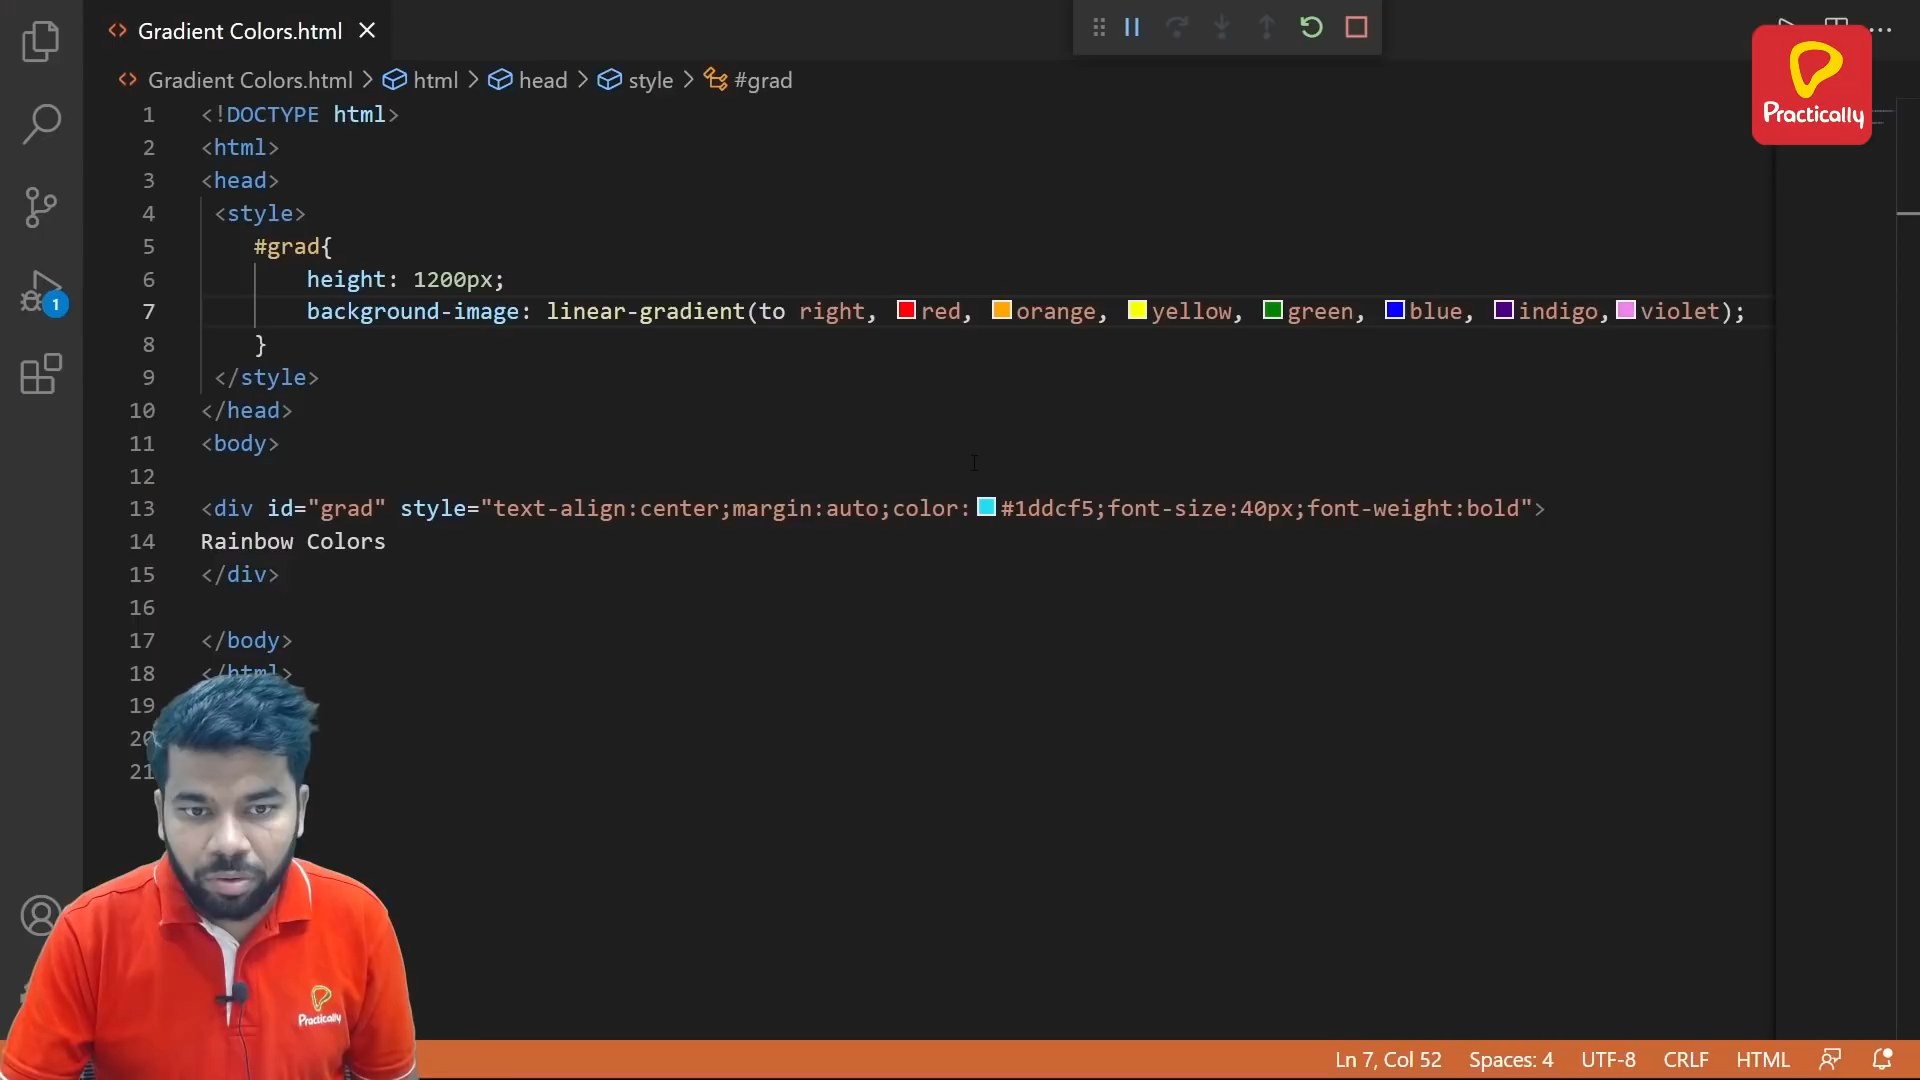 Gradient Colors.html
Practically
Gradient Colors.html > html > head > style > #grad
1 <!DOCTYPE html>
2 <html>
3 <head>
4 <style>
5 #grad{
6 height: 1200px;
7 background-image: linear-gradient(to right, red, orange, yellow, green, blue, indigo,violet);
8 }
9 </style>
10 </head>
11 <body>
12
13 <div id="grad" style="text-align:center;margin:auto;color:#1ddcf5;font-size:40px;font-weight:bold">
14 Rainbow Colors
15 </div>
16
17 </body>
18 </html>
19
20
21
1
Practically
Ln 7, Col 52 Spaces: 4 UTF-8 CRLF HTML